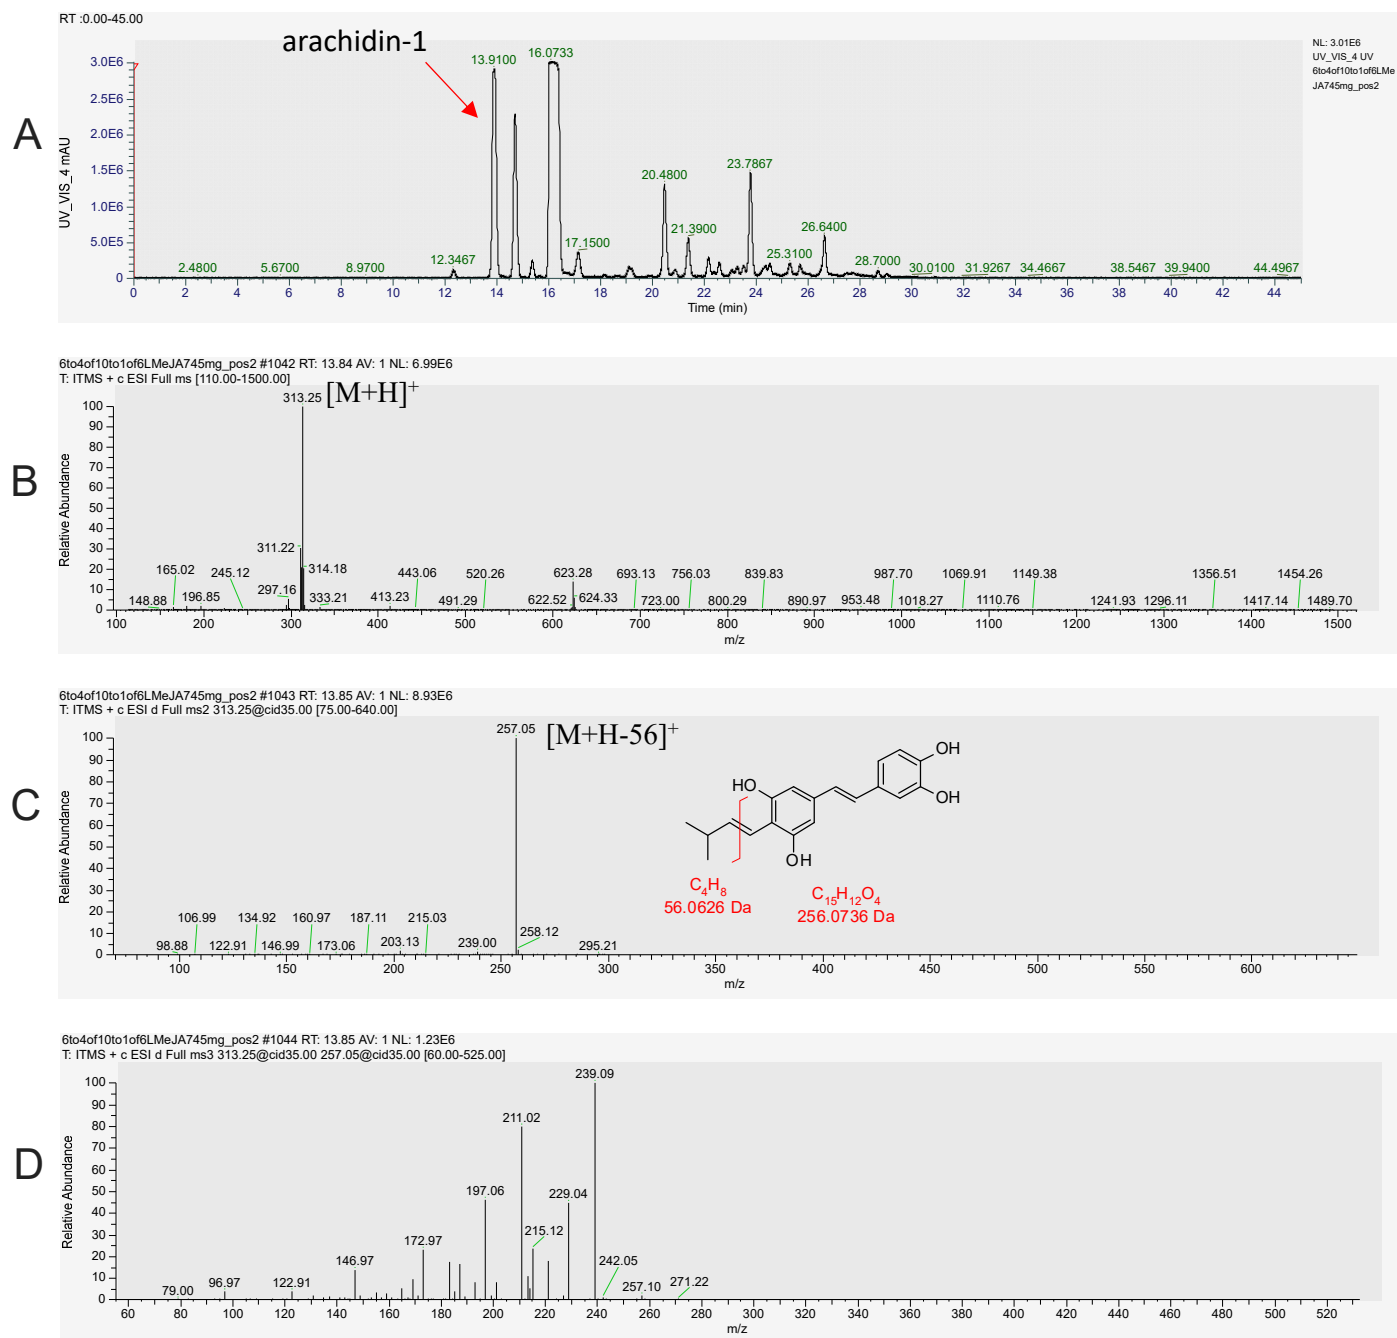 RT :0.00-45.00
arachidin-1
A
UV_VIS_4 mAU
3.0E6
2.5E6
2.0E6
1.5E6
1.0E6
5.0E5
0
13.9100
16.0733
20.4800
23.7867
21.3900
26.6400
12.3467
17.1500
25.3100
2.4800
5.6700
8.9700
28.7000
30.0100
31.9267
34.4667
38.5467
39.9400
44.4967
0 2 4 6 8 10 12 14 16 18 20 22 24 26 28 30 32 34 36 38 40 42 44
Time (min)
NL: 3.01E6
UV_VIS_4 UV
6to4of10to1of6LMe
JA745mg_pos2
6to4of10to1of6LMeJA745mg_pos2 #1042 RT: 13.84 AV: 1 NL: 6.99E6
T: ITMS + c ESI Full ms [110.00-1500.00]
B
Relative Abundance
100
90
80
70
60
50
40
30
20
10
0
313.25 [M+H]+
311.22
165.02
245.12
314.18
443.06
520.26
623.28
693.13
756.03
839.83
987.70
1069.91
1149.38
1356.51
1454.26
148.88
196.85
297.16
333.21
413.23
491.29
622.52
624.33
723.00
800.29
890.97
953.48
1018.27
1110.76
1241.93
1296.11
1417.14
1489.70
100 200 300 400 500 600 700 800 900 1000 1100 1200 1300 1400 1500
m/z
6to4of10to1of6LMeJA745mg_pos2 #1043 RT: 13.85 AV: 1 NL: 8.93E6
T: ITMS + c ESI d Full ms2 313.25@cid35.00 [75.00-640.00]
C
Relative Abundance
100
90
80
70
60
50
40
30
20
10
0
257.05 [M+H-56]+
OH
HO
OH
OH
C4H8
56.0626 Da
C15H12O4
256.0736 Da
106.99
134.92
160.97
187.11
215.03
258.12
98.88
122.91
146.99
173.06
203.13
239.00
295.21
100 150 200 250 300 350 400 450 500 550 600
m/z
6to4of10to1of6LMeJA745mg_pos2 #1044 RT: 13.85 AV: 1 NL: 1.23E6
T: ITMS + c ESI d Full ms3 313.25@cid35.00 257.05@cid35.00 [60.00-525.00]
D
Relative Abundance
100
90
80
70
60
50
40
30
20
10
0
239.09
211.02
197.06
229.04
172.97
215.12
146.97
242.05
79.00
96.97
122.91
257.10
271.22
60 80 100 120 140 160 180 200 220 240 260 280 300 320 340 360 380 400 420 440 460 480 500 520
m/z